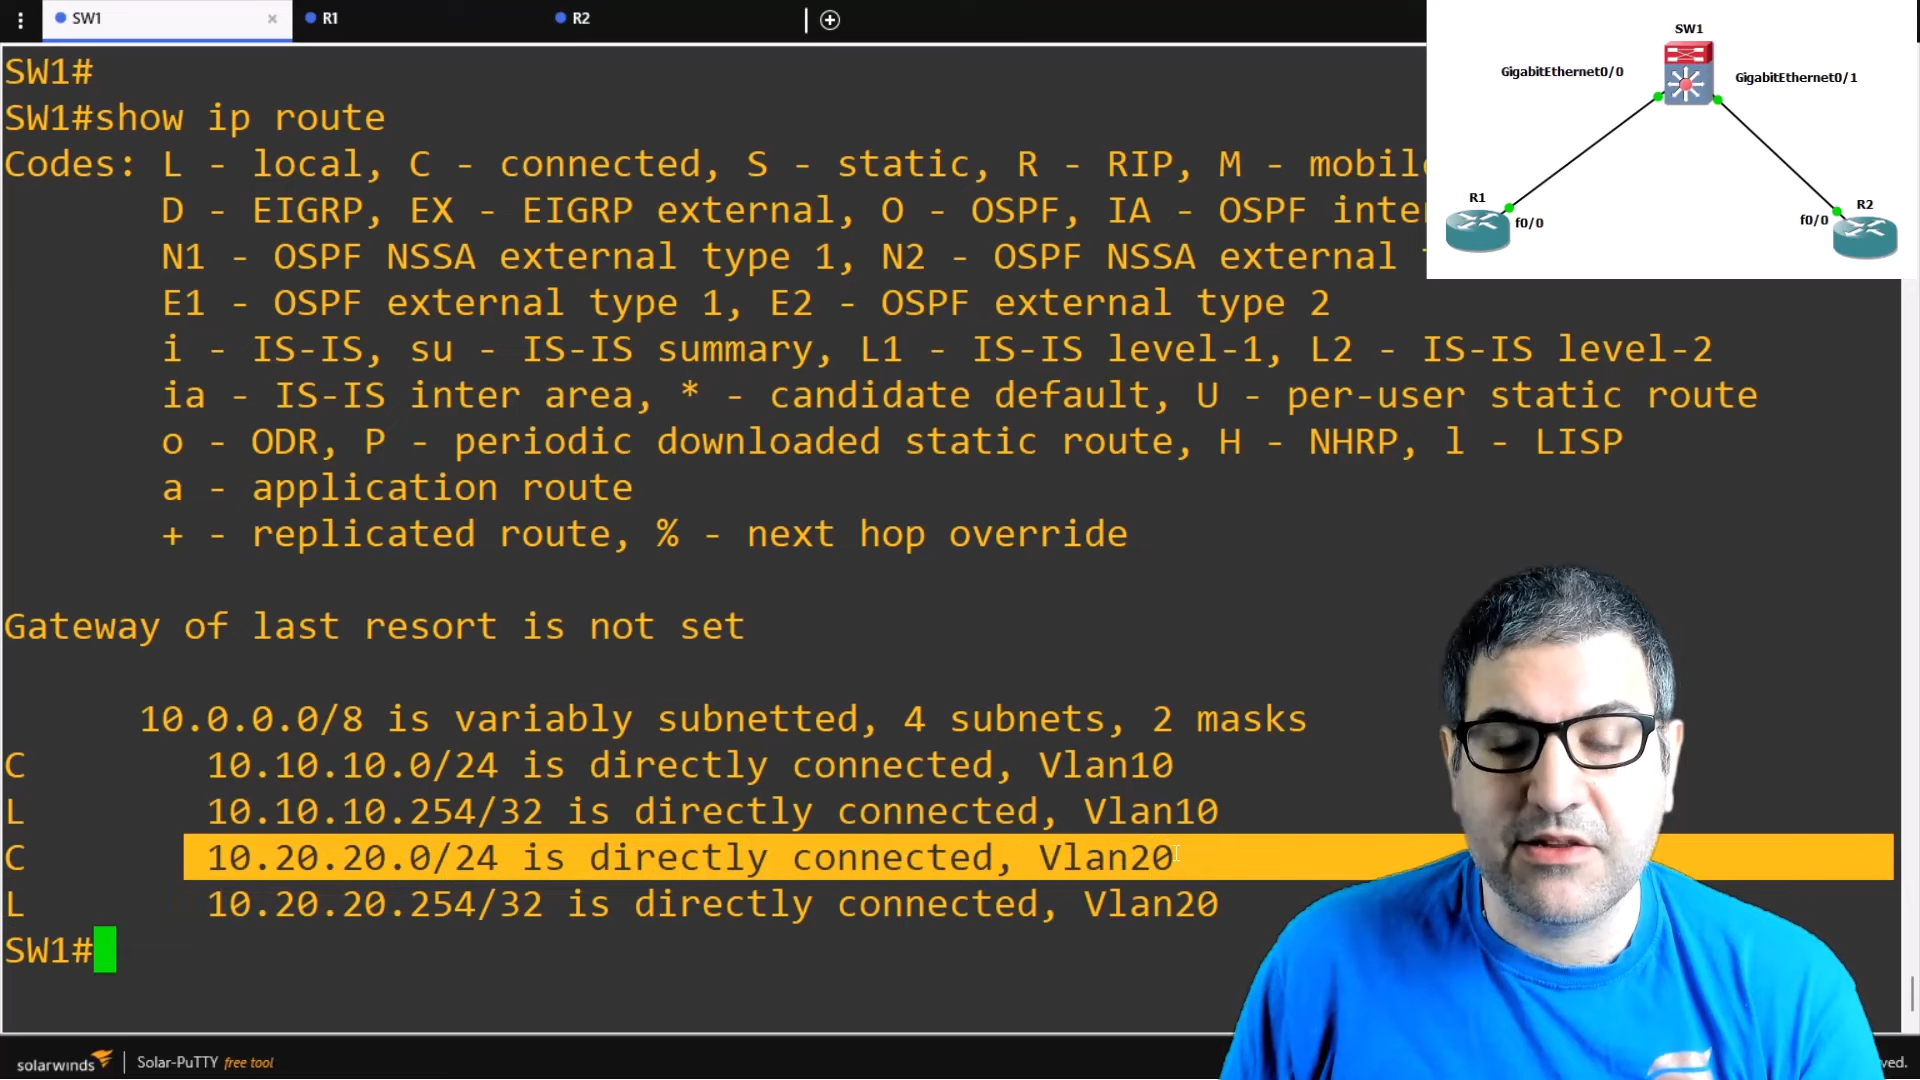 SW1
R1
R2
SW1#
SW1#show ip route
Codes: L - local, C - connected, S - static, R - RIP, M - mobile
D - EIGRP, EX - EIGRP external, O - OSPF, IA - OSPF inter
N1 - OSPF NSSA external type 1, N2 - OSPF NSSA external
E1 - OSPF external type 1, E2 - OSPF external type 2
i - IS-IS, su - IS-IS summary, L1 - IS-IS level-1, L2 - IS-IS level-2
ia - IS-IS inter area, * - candidate default, U - per-user static route
o - ODR, P - periodic downloaded static route, H - NHRP, l - LISP
a - application route
+ - replicated route, % - next hop override
Gateway of last resort is not set
10.0.0.0/8 is variably subnetted, 4 subnets, 2 masks
C 10.10.10.0/24 is directly connected, Vlan10
L 10.10.10.254/32 is directly connected, Vlan10
C 10.20.20.0/24 is directly connected, Vlan20
L 10.20.20.254/32 is directly connected, Vlan20
SW1#
SW1
GigabitEthernet0/0
GigabitEthernet0/1
R1
f0/0
R2
f0/0
solarwinds
Solar-PuTTY free tool